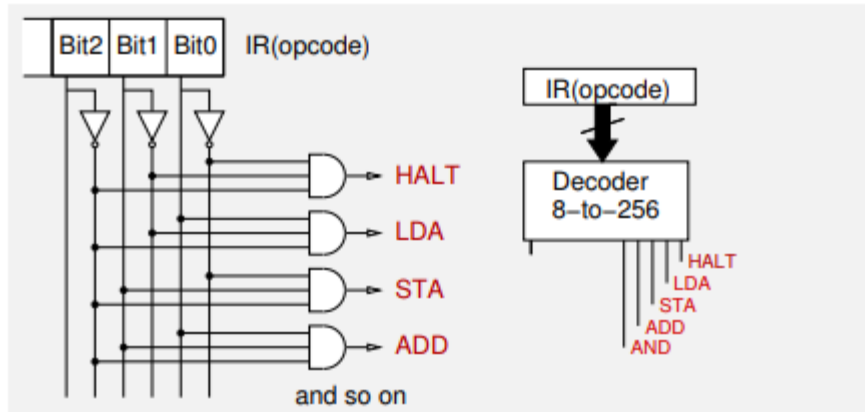 Bit2 Bit1 Bit0 IR(opcode)
HALT
LDA
STA
ADD
and so on
IR(opcode)
Decoder
8-to-256
HALT
LDA
STA
ADD
AND